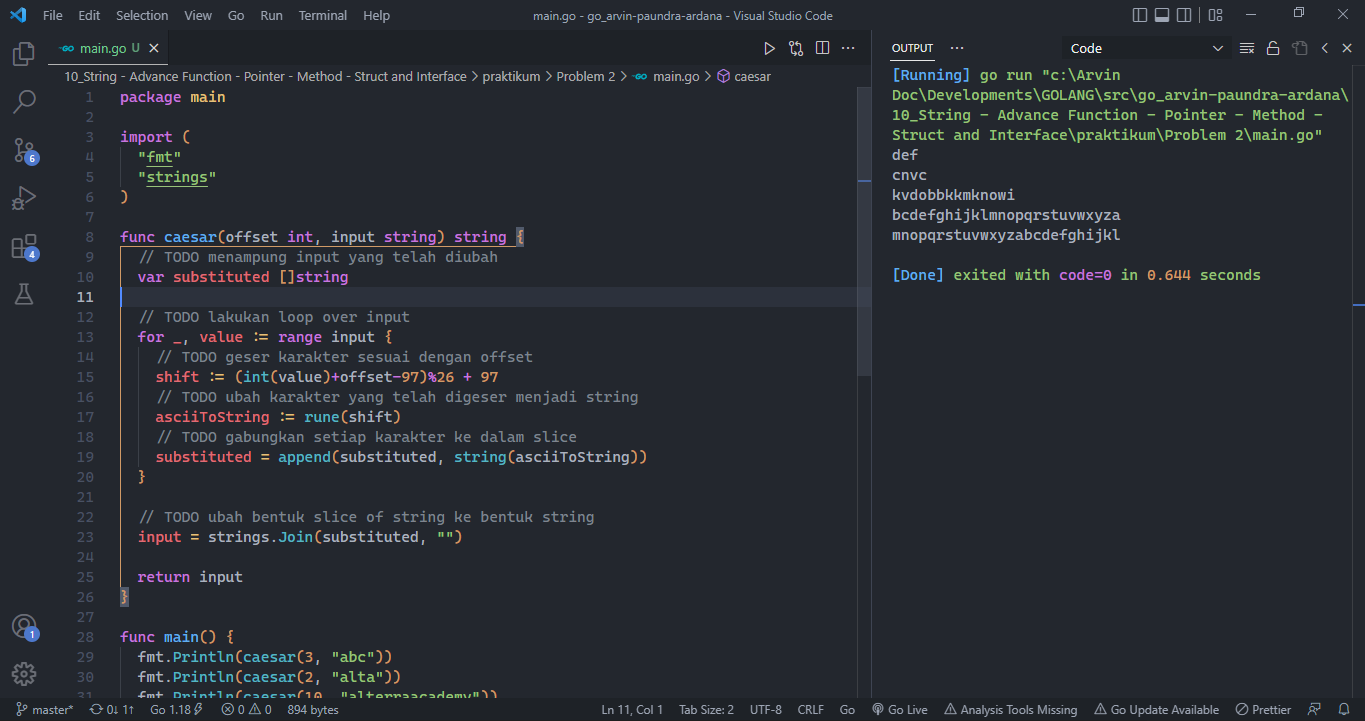 File Edit Selection View Go Run Terminal Help main.go - go_arvin-paundra-ardana - Visual Studio Code
main.go U
10_String - Advance Function - Pointer - Method - Struct and Interface > praktikum > Problem 2 > main.go > caesar
1 package main
2
3 import (
4 "fmt"
5 "strings"
6 )
7
8 func caesar(offset int, input string) string {
9 // TODO menampung input yang telah diubah
10 var substituted []string
11
12 // TODO lakukan loop over input
13 for _, value := range input {
14 // TODO geser karakter sesuai dengan offset
15 shift := (int(value)+offset-97)%26 + 97
16 // TODO ubah karakter yang telah digeser menjadi string
17 asciiToString := rune(shift)
18 // TODO gabungkan setiap karakter ke dalam slice
19 substituted = append(substituted, string(asciiToString))
20 }
21
22 // TODO ubah bentuk slice of string ke bentuk string
23 input = strings.Join(substituted, "")
24
25 return input
26 }
27
28 func main() {
29 fmt.Println(caesar(3, "abc"))
30 fmt.Println(caesar(2, "alta"))
31 fmt.Println(caesar(10, "alterraacademy"))
OUTPUT Code
[Running] go run "c:\Arvin
Doc\Developments\GOLANG\src\go_arvin-paundra-ardana\
10_String - Advance Function - Pointer - Method -
Struct and Interface\praktikum\Problem 2\main.go"
def
cnvc
kvdobbkkmknowi
bcdefghijklmnopqrstuvwxyza
mnopqrstuvwxyzabcdefghijkl
[Done] exited with code=0 in 0.644 seconds
6
4
1
master* 0↓ 1↑ Go 1.18 0 0 894 bytes Ln 11, Col 1 Tab Size: 2 UTF-8 CRLF Go Go Live Analysis Tools Missing Go Update Available Prettier